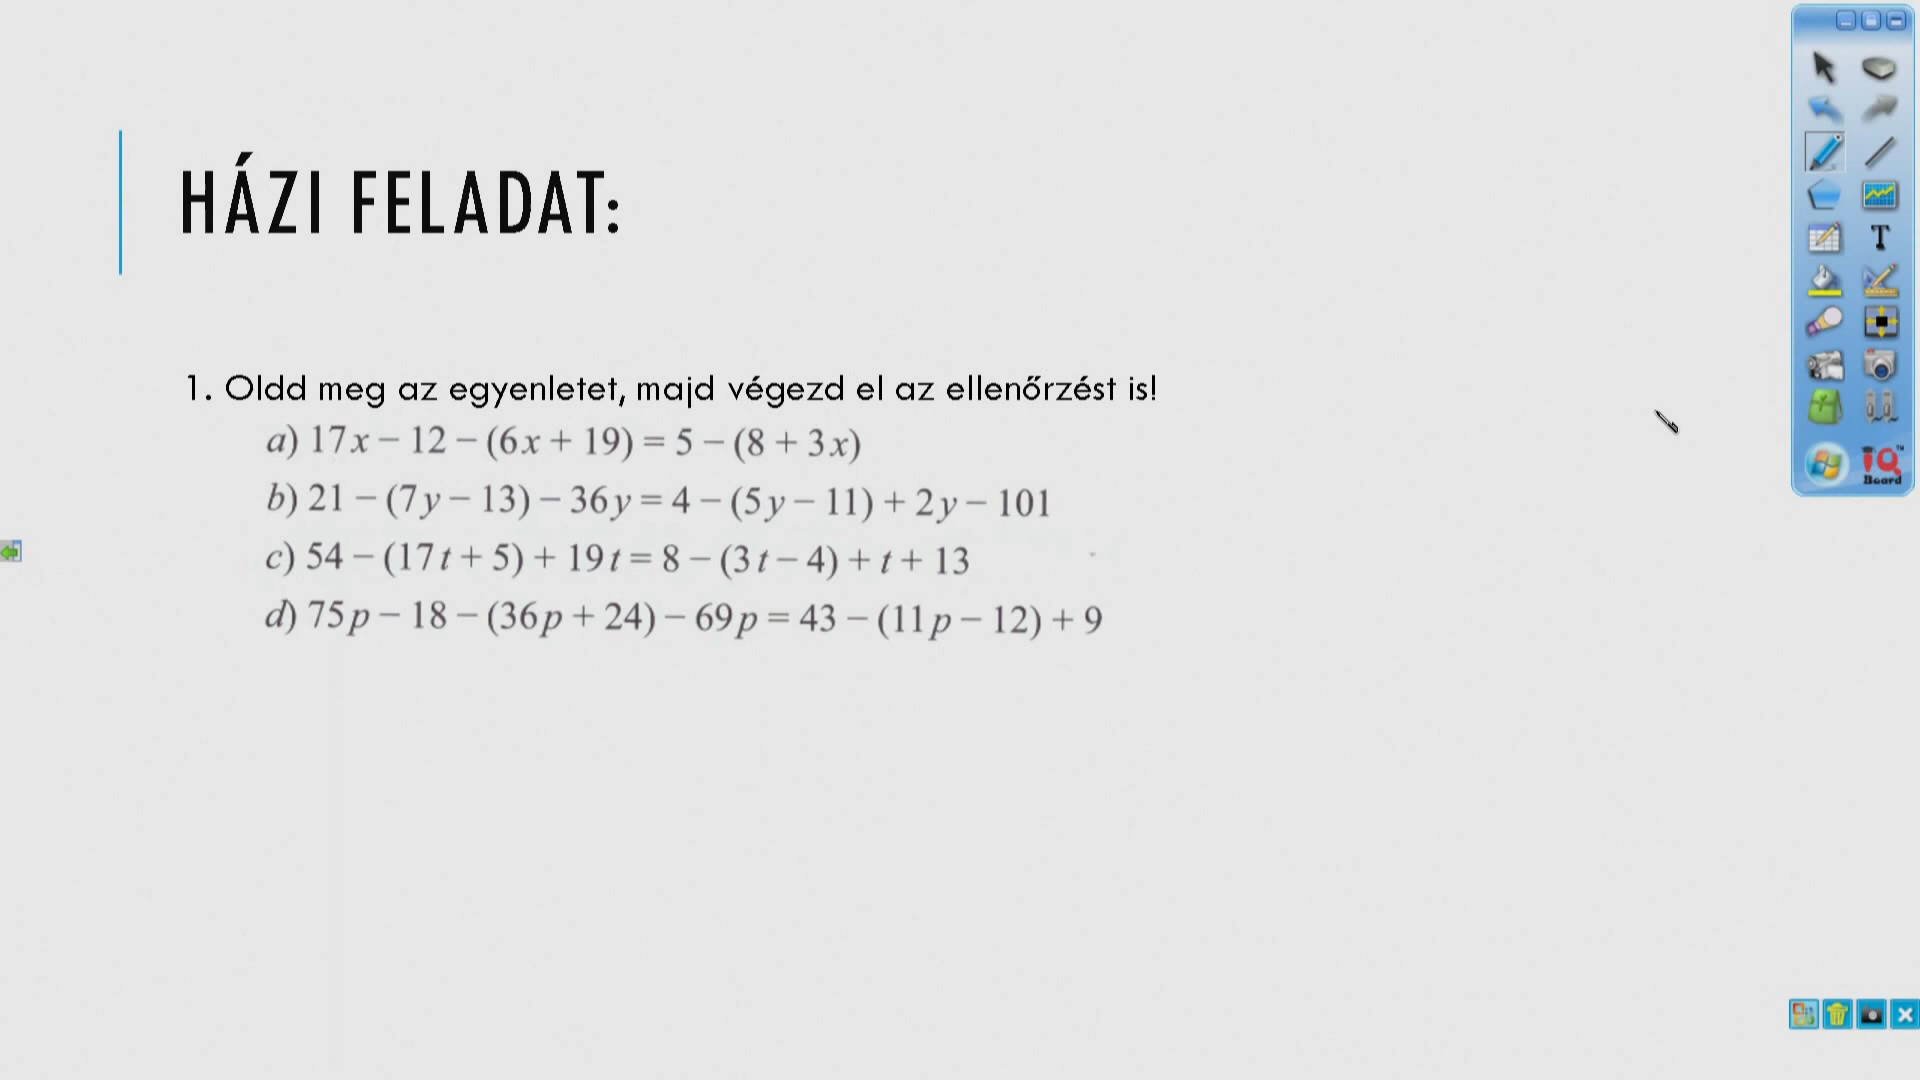 HÁZI FELADAT:
1. Oldd meg az egyenletet, majd végezd el az ellenőrzést is!
a) 17x − 12 − (6x + 19) = 5 − (8 + 3x)
b) 21 − (7y − 13) − 36y = 4 − (5y − 11) + 2y − 101
c) 54 − (17t + 5) + 19t = 8 − (3t − 4) + t + 13
d) 75p − 18 − (36p + 24) − 69p = 43 − (11p − 12) + 9
T
iQ
Board